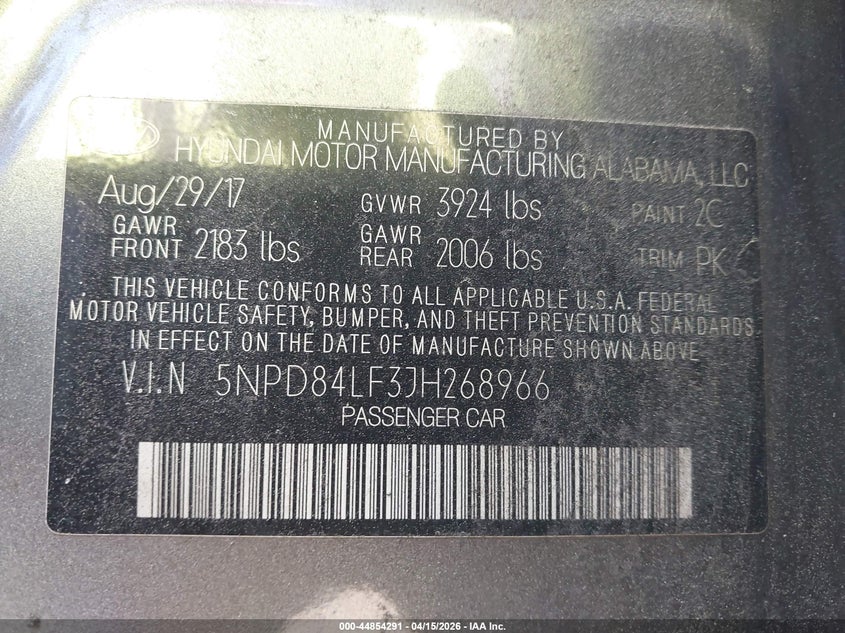 MANUFACTURED BY
HYUNDAI MOTOR MANUFACTURING ALABAMA, LLC
Aug/29/17 GVWR 3924 lbs PAINT 2C
GAWR FRONT 2183 lbs GAWR REAR 2006 lbs TRIM PK
THIS VEHICLE CONFORMS TO ALL APPLICABLE U.S.A. FEDERAL
MOTOR VEHICLE SAFETY, BUMPER, AND THEFT PREVENTION STANDARDS
IN EFFECT ON THE DATE OF MANUFACTURE SHOWN ABOVE
V.I.N 5NPD84LF3JH268966
PASSENGER CAR
000-44854291 - 04/15/2026 - IAA Inc.